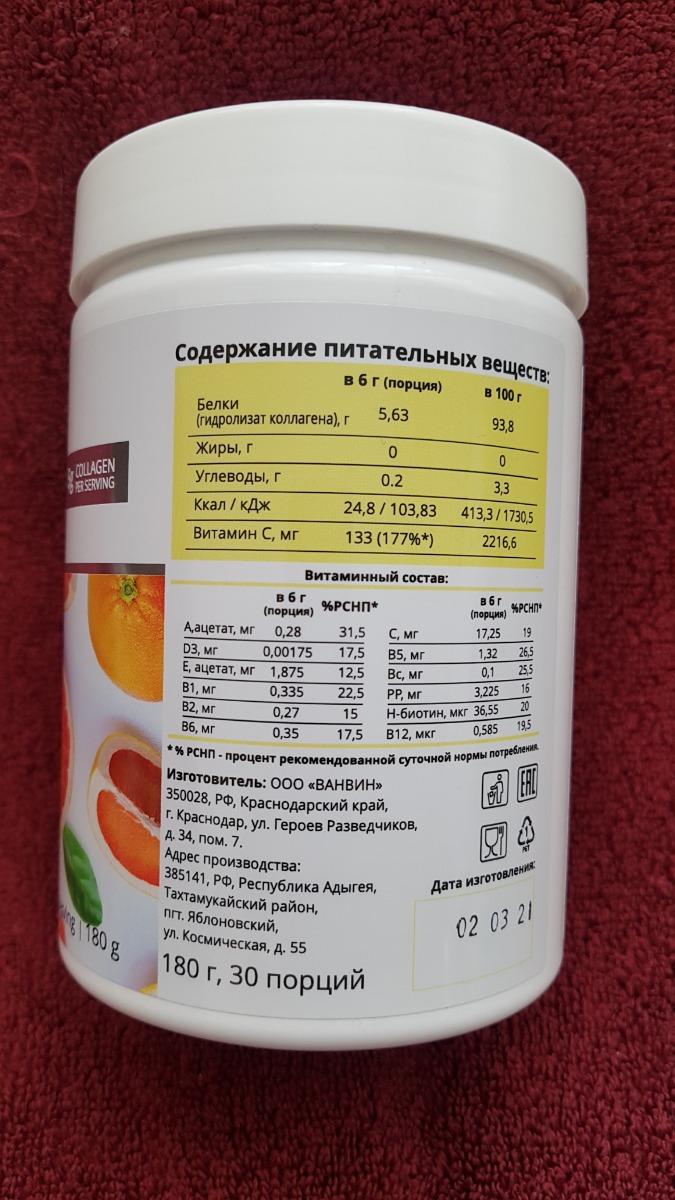 Содержание питательных веществ:
в 6 г (порция) в 100 г
Белки
(гидролизат коллагена), г 5,63 93,8
Жиры, г 0 0
Углеводы, г 0.2 3,3
Ккал / кДж 24,8 / 103,83 413,3 / 1730,5
Витамин С, мг 133 (177%*) 2216,6
COLLAGEN
PER SERVING
Витаминный состав:
в 6 г
(порция) %РСНП* в 6 г
(порция) %РСНП*
А,ацетат, мг 0,28 31,5 С, мг 17,25 19
D3, мг 0,00175 17,5 В5, мг 1,32 26,5
Е, ацетат, мг 1,875 12,5 Вс, мг 0,1 25,5
В1, мг 0,335 22,5 РР, мг 3,225 16
В2, мг 0,27 15 Н-биотин, мкг 36,55 20
В6, мг 0,35 17,5 В12, мкг 0,585 19,5
* % РСНП - процент рекомендованной суточной нормы потребления.
Изготовитель: ООО «ВАНВИН»
350028, РФ, Краснодарский край,
г. Краснодар, ул. Героев Разведчиков,
д. 34, пом. 7.
Адрес производства:
385141, РФ, Республика Адыгея,
Тахтамукайский район,
пгт. Яблоновский,
ул. Космическая, д. 55
180 г, 30 порций
EAC
1
PET
Дата изготовления:
02 03 21
180 g